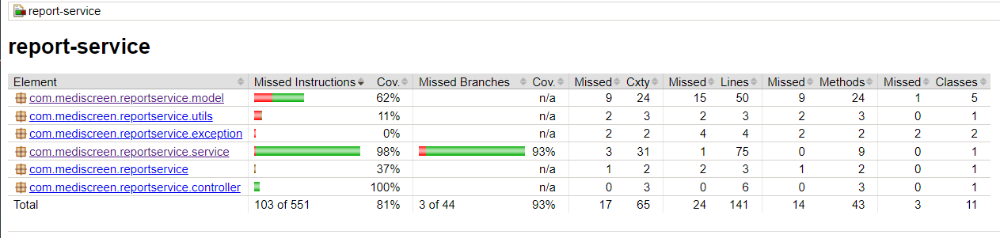 report-service
report-service
Element Missed Instructions Cov. Missed Branches Cov. Missed Cxty Missed Lines Missed Methods Missed Classes
com.mediscreen.reportservice.model 62% n/a 9 24 15 50 9 24 1 5
com.mediscreen.reportservice.utils 11% n/a 2 3 2 3 2 3 0 1
com.mediscreen.reportservice.exception 0% n/a 2 2 4 4 2 2 2 2
com.mediscreen.reportservice.service 98% 93% 3 31 1 75 0 9 0 1
com.mediscreen.reportservice 37% n/a 1 2 2 3 1 2 0 1
com.mediscreen.reportservice.controller 100% n/a 0 3 0 6 0 3 0 1
Total 103 of 551 81% 3 of 44 93% 17 65 24 141 14 43 3 11